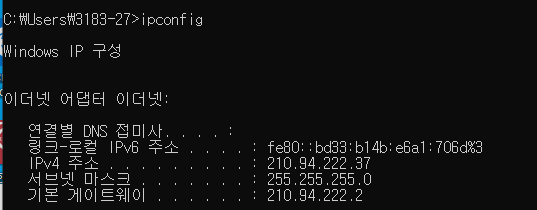 C:₩Users₩3183-27>ipconfig
Windows IP 구성
이더넷 어댑터 이더넷:
연결별 DNS 접미사. . . . :
링크-로컬 IPv6 주소 . . . . : fe80::bd33:b14b:e6a1:706d%3
IPv4 주소 . . . . . . . . . : 210.94.222.37
서브넷 마스크 . . . . . . . : 255.255.255.0
기본 게이트웨이 . . . . . . : 210.94.222.2